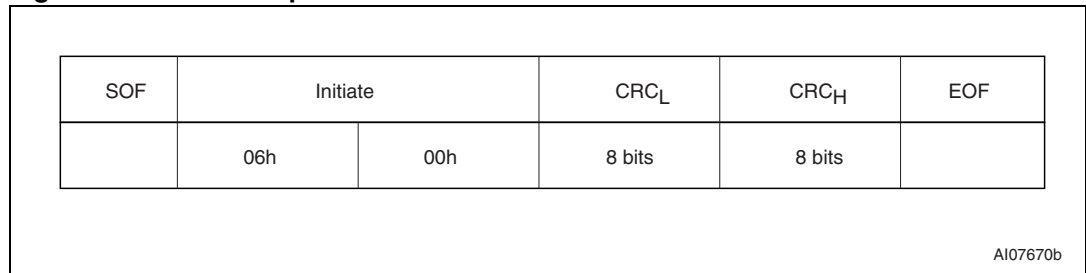 SOF Initiate CRCL CRCH EOF
06h 00h 8 bits 8 bits
AI07670b